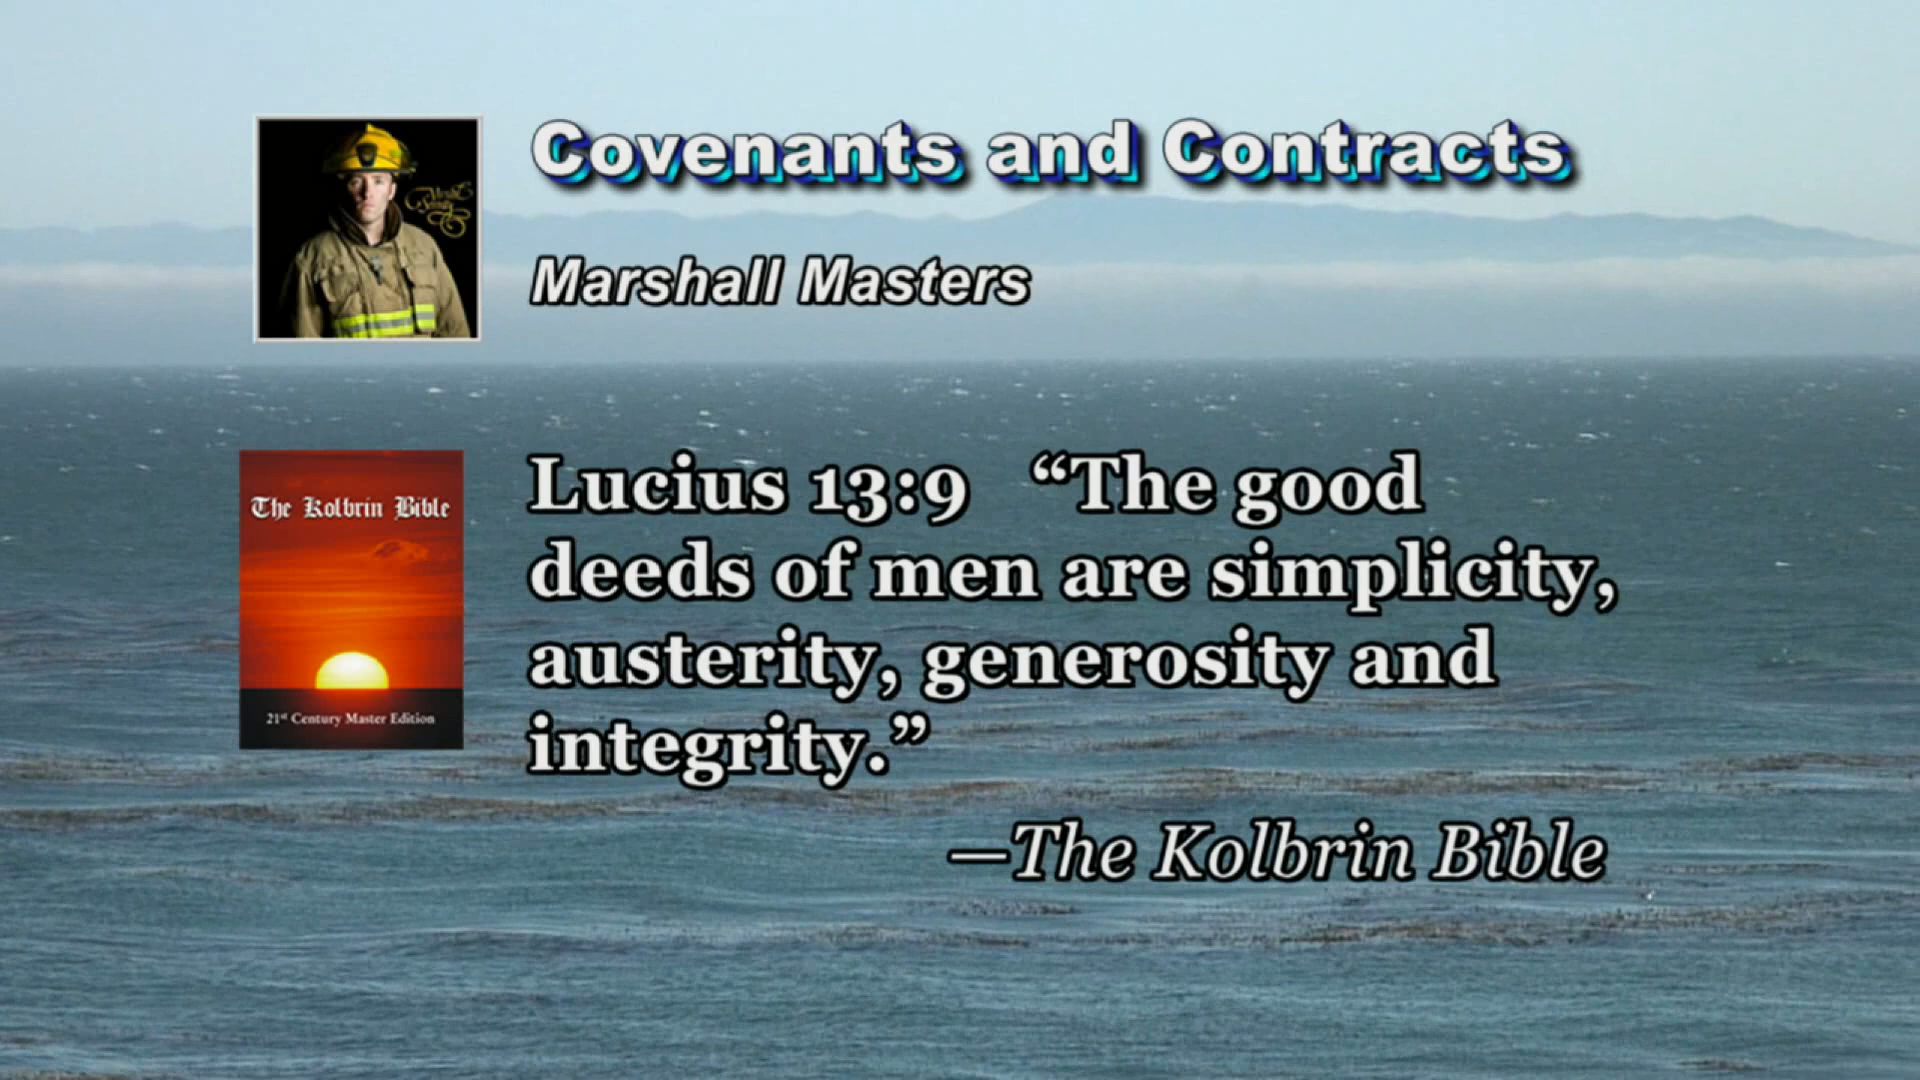 Covenants and Contracts
Marshall Masters
The Kolbrin Bible
21st Century Master Edition
Lucius 13:9 “The good
deeds of men are simplicity,
austerity, generosity and
integrity.”
—The Kolbrin Bible